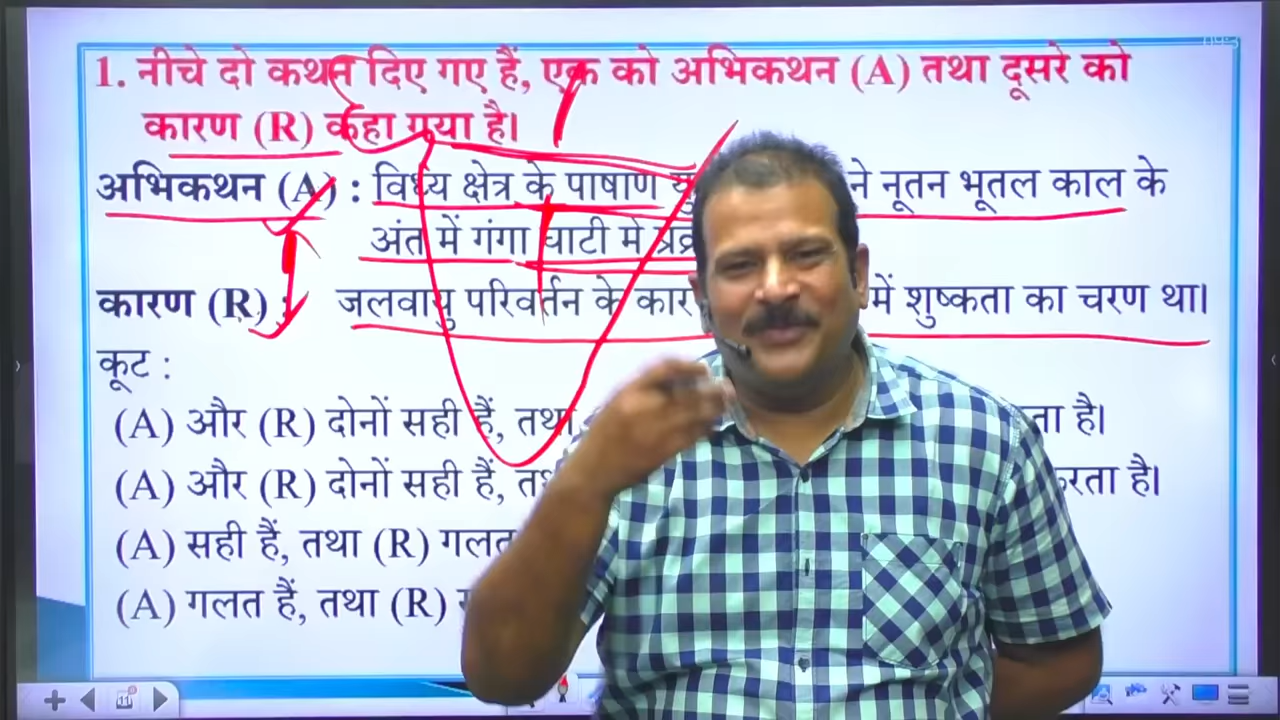 1. नीचे दो कथन दिए गए हैं, एक को अभिकथन (A) तथा दूसरे को
कारण (R) कहा गया है।
अभिकथन (A) : विंध्य क्षेत्र के पाषाण ने नूतन भूतल काल के
अंत में गंगा घाटी में
कारण (R) : जलवायु परिवर्तन के में शुष्कता का चरण था।
कूट :
(A) और (R) दोनों सही हैं, तथा है।
(A) और (R) दोनों सही हैं, है।
(A) सही हैं, तथा (R) गलत
(A) गलत हैं, तथा (R)
11